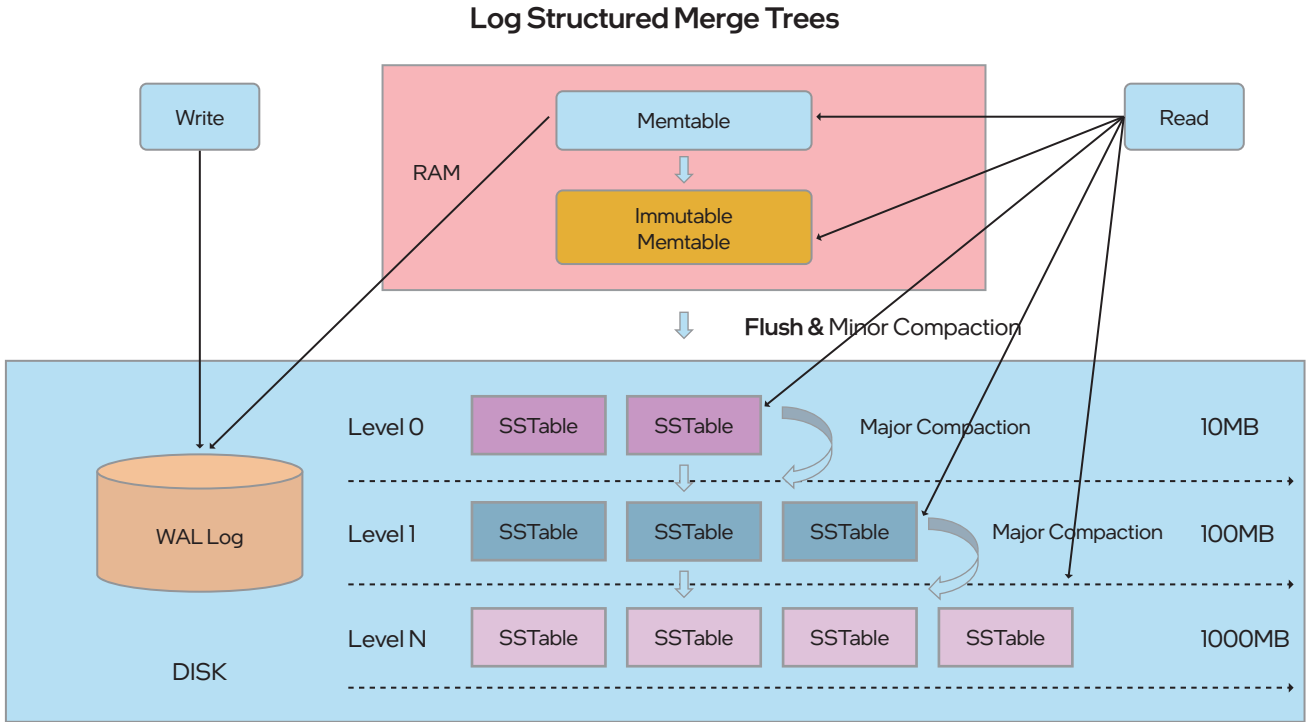 Log Structured Merge Trees
Write
Memtable
Read
RAM
Immutable
Memtable
Flush & Minor Compaction
Level 0
SSTable
SSTable
Major Compaction
10MB
WAL Log
Level 1
SSTable
SSTable
SSTable
Major Compaction
100MB
Level N
SSTable
SSTable
SSTable
SSTable
1000MB
DISK